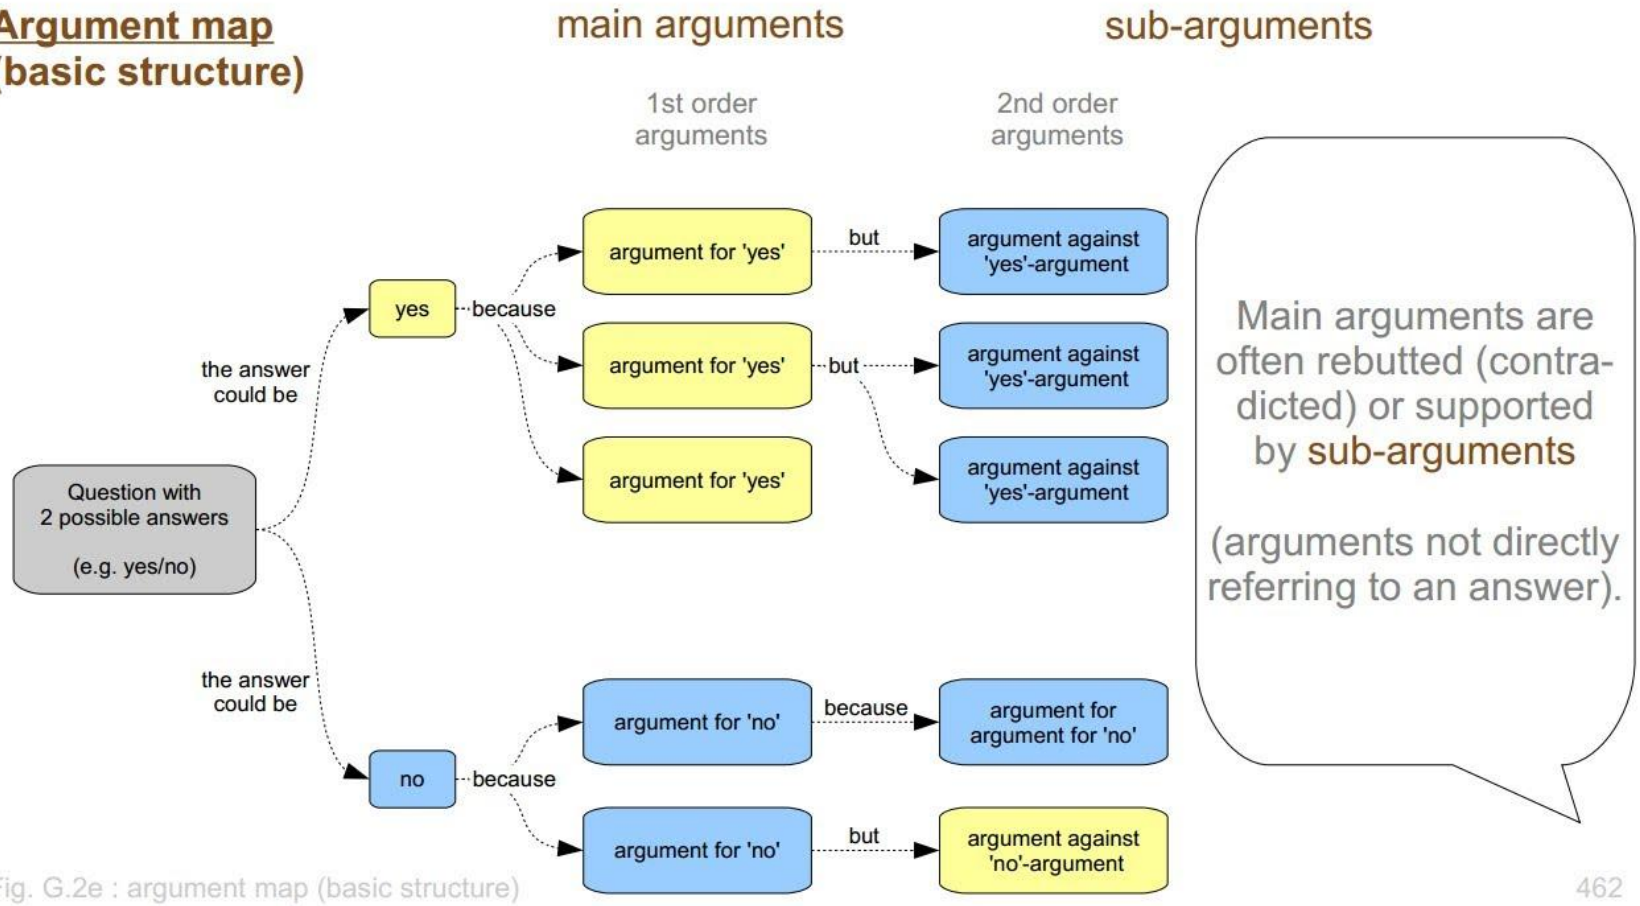 Argument map
(basic structure)
main arguments
sub-arguments
1st order
arguments
2nd order
arguments
argument for 'yes'
but
argument against
'yes'-argument
yes
because
argument for 'yes'
but
argument against
'yes'-argument
the answer
could be
argument for 'yes'
argument against
'yes'-argument
Question with
2 possible answers
(e.g. yes/no)
the answer
could be
argument for 'no'
because
argument for
argument for 'no'
no
because
argument for 'no'
but
argument against
'no'-argument
Main arguments are
often rebutted (contra-
dicted) or supported
by sub-arguments
(arguments not directly
referring to an answer).
Fig. G.2e : argument map (basic structure)
462